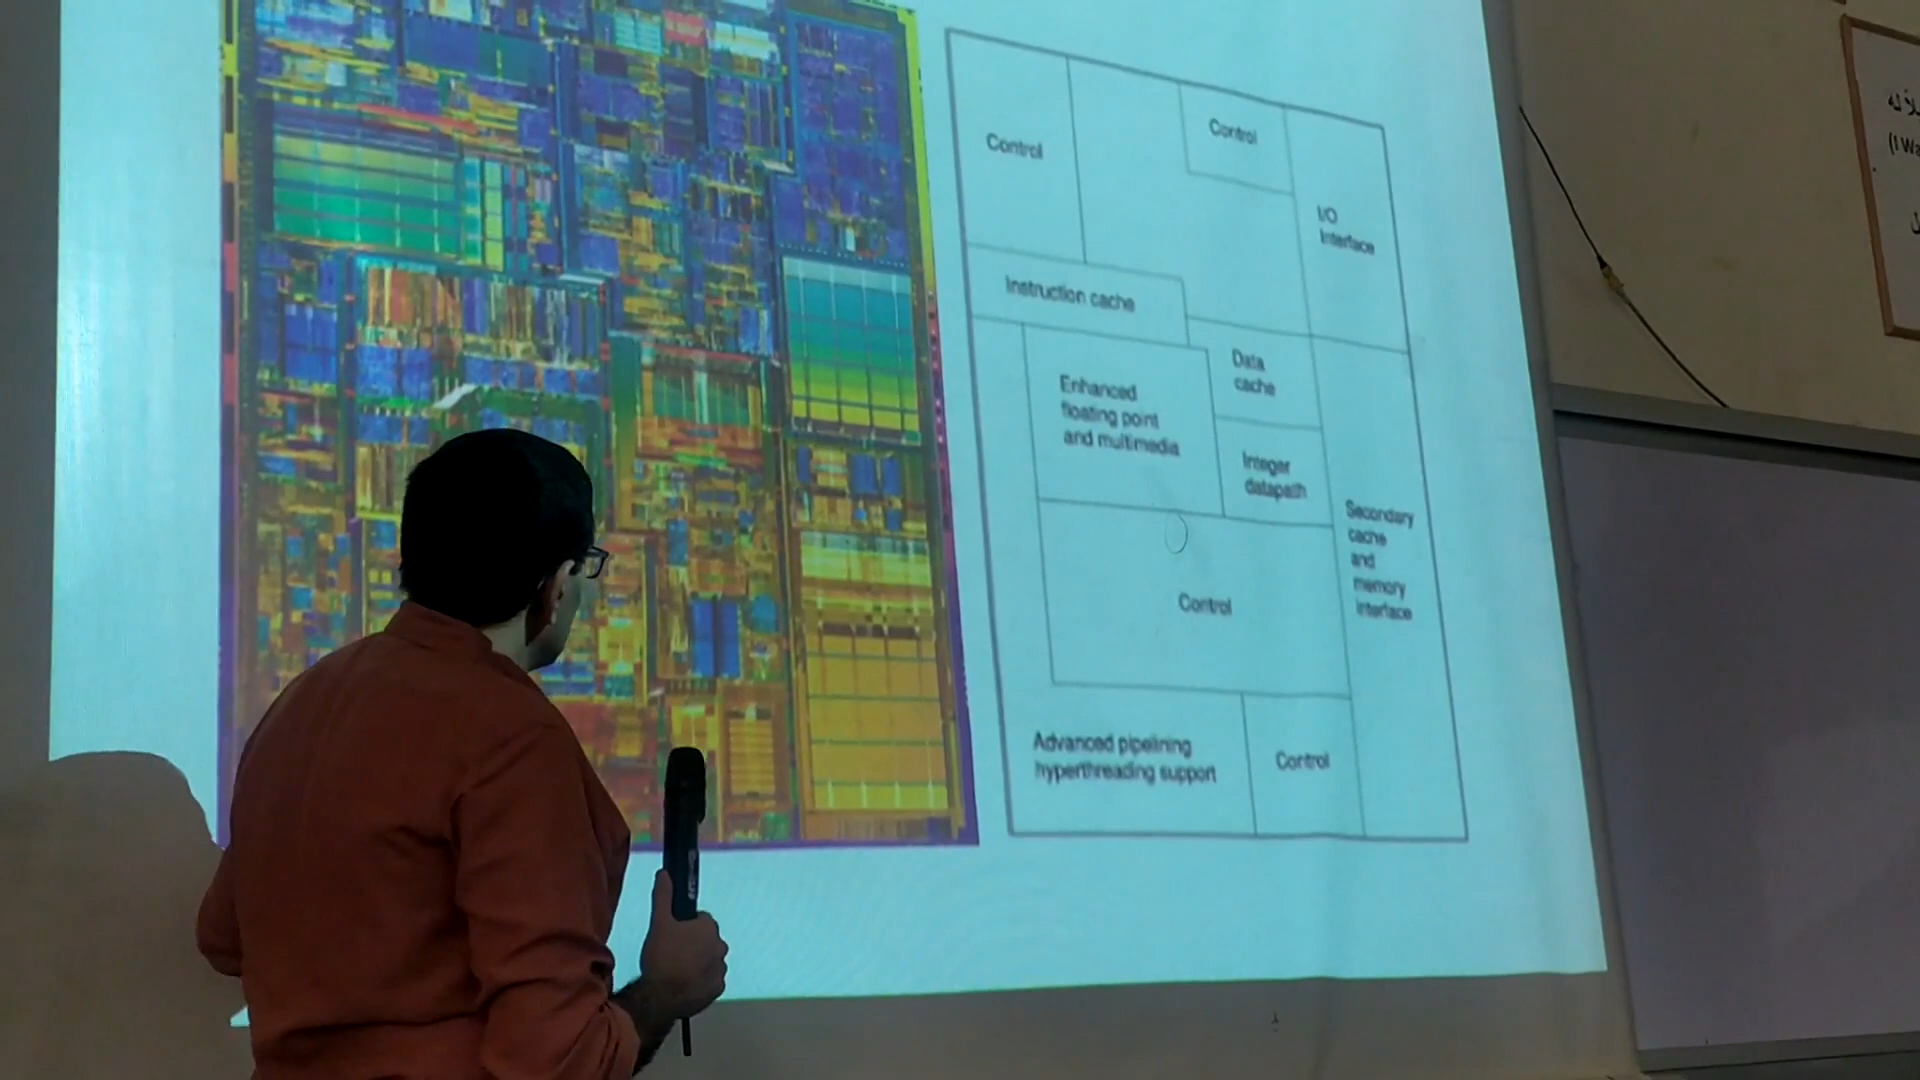 Control
Control
I/O
Interface
Instruction cache
Data
cache
Enhanced
floating point
and multimedia
Integer
datapath
Secondary
cache
and
memory
interface
Control
Advanced pipelining
hyperthreading support
Control